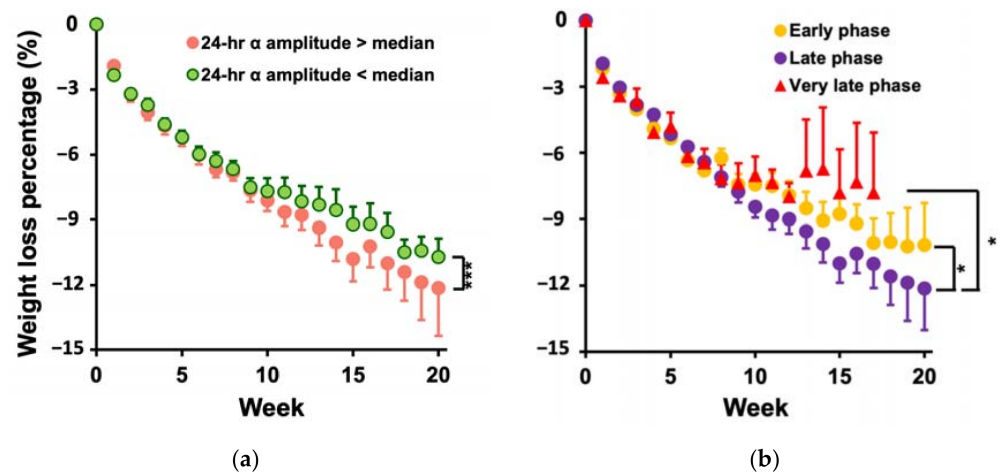 Weight loss percentage (%)
0
−3
−6
−9
−12
−15
24-hr α amplitude > median
24-hr α amplitude < median
***
0 5 10 15 20
Week
(a)
0
−3
−6
−9
−12
−15
Early phase
Late phase
Very late phase
*
*
0 5 10 15 20
Week
(b)